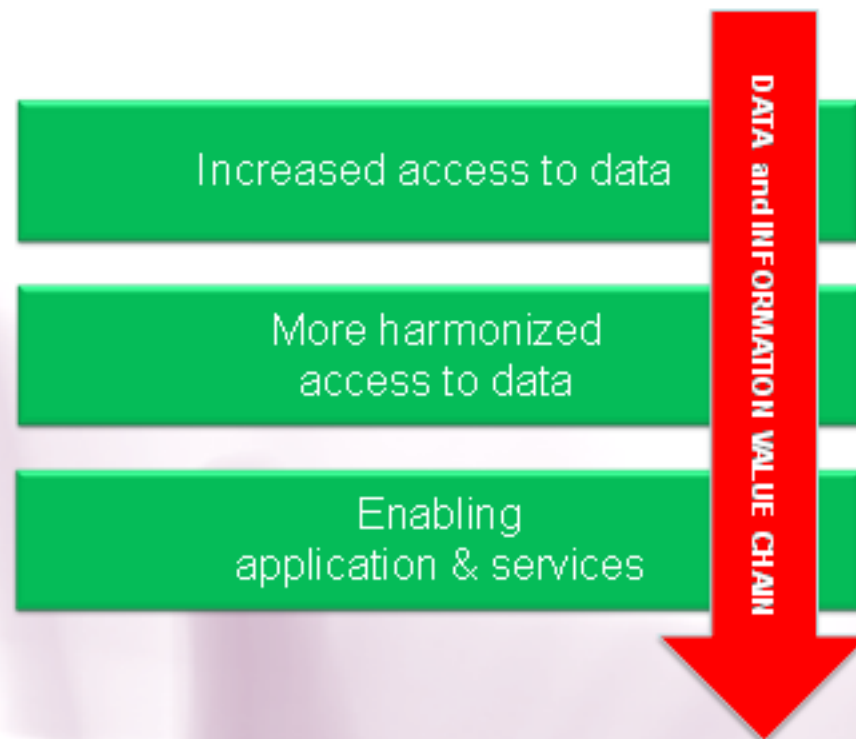 Increased access to data
More harmonized
access to data
Enabling
application & services
DATA and INFORMATION VALUE CHAIN